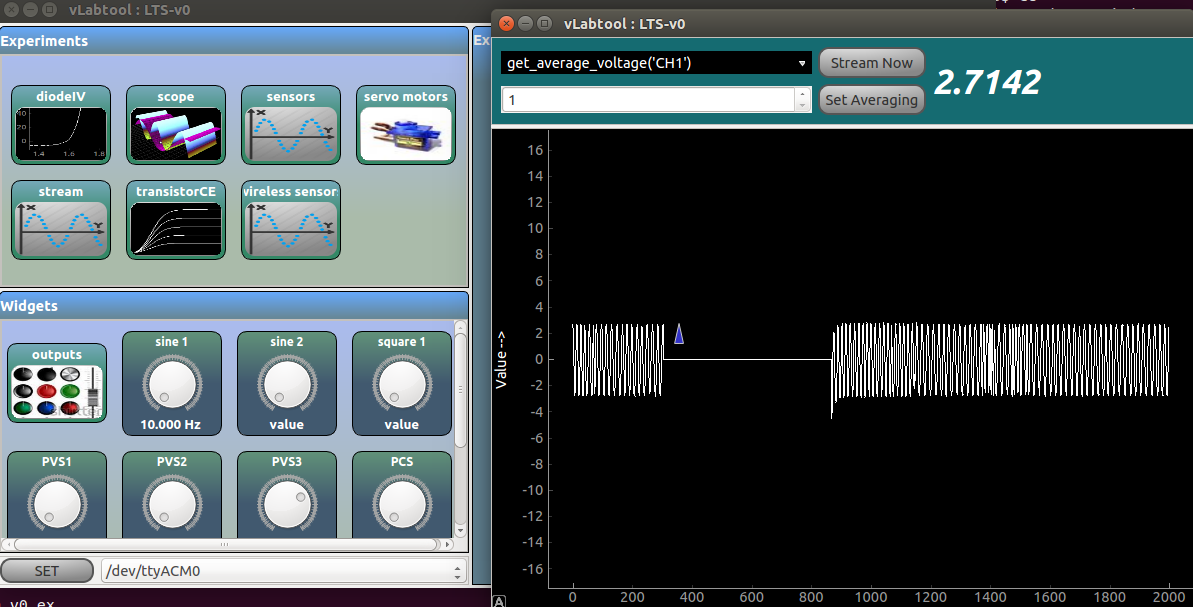 vLabtool : LTS-v0
Experiments
diodeIV
scope
sensors
servo motors
40
20
0
1.4 1.6 1.8
X
Y
stream
transistorCE
wireless sensor
X
Y
X
Y
Widgets
outputs
sine 1
sine 2
square 1
10.000 Hz
value
value
PVS1
PVS2
PVS3
PCS
SET
/dev/ttyACM0
v0 ex
Ex
vLabtool : LTS-v0
get_average_voltage('CH1')
Stream Now
2.7142
1
Set Averaging
Value -->
16
14
12
10
8
6
4
2
0
-2
-4
-6
-8
-10
-12
-14
-16
0 200 400 600 800 1000 1200 1400 1600 1800 2000
A